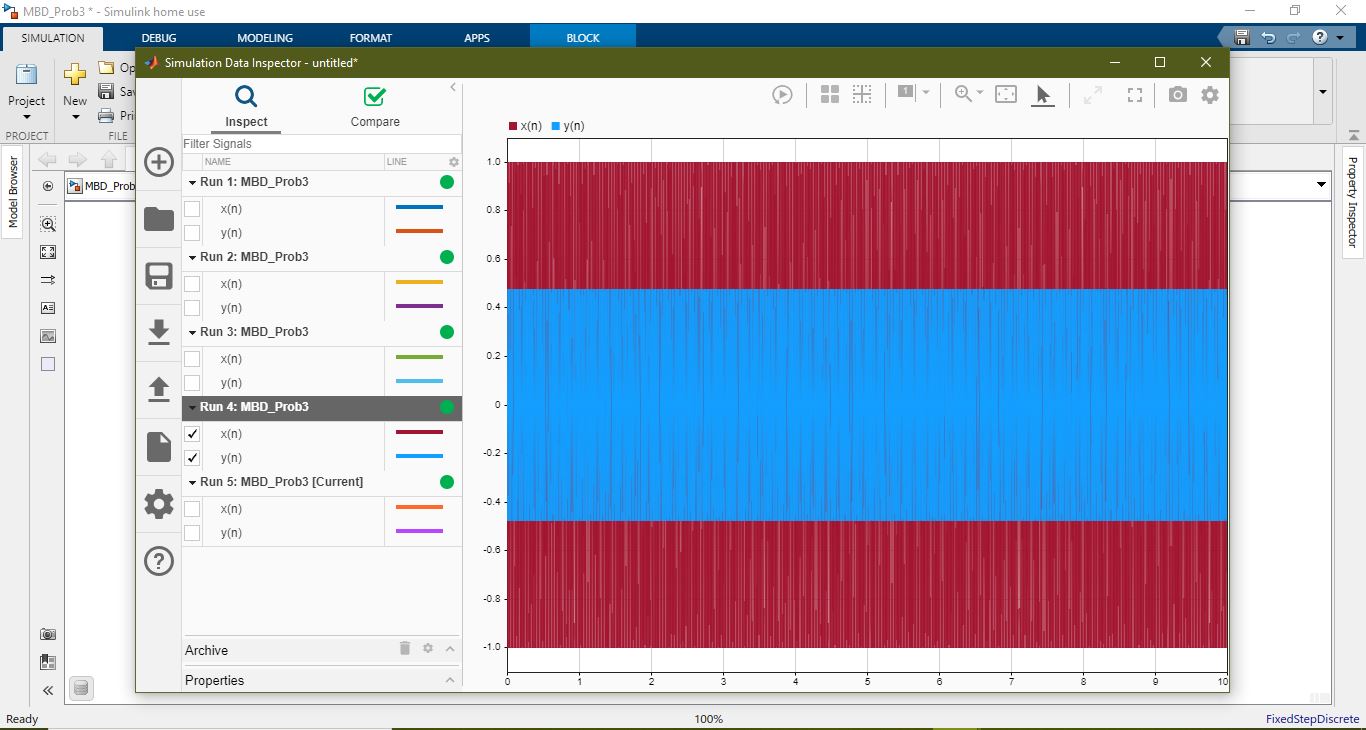 MBD_Prob3 * - Simulink home use
SIMULATION DEBUG MODELING FORMAT APPS BLOCK
Simulation Data Inspector - untitled*
Project
New
Op
Sav
Pri
PROJECT FILE
Model Browser
MBD_Prob
Property Inspector
Inspect Compare
Filter Signals
NAME LINE
Run 1: MBD_Prob3
x(n)
y(n)
Run 2: MBD_Prob3
x(n)
y(n)
Run 3: MBD_Prob3
x(n)
y(n)
Run 4: MBD_Prob3
x(n)
y(n)
Run 5: MBD_Prob3 [Current]
x(n)
y(n)
Archive
Properties
1
x(n) y(n)
1.0
0.8
0.6
0.4
0.2
0
-0.2
-0.4
-0.6
-0.8
-1.0
0 1 2 3 4 5 6 7 8 9 10
Ready 100% FixedStepDiscrete